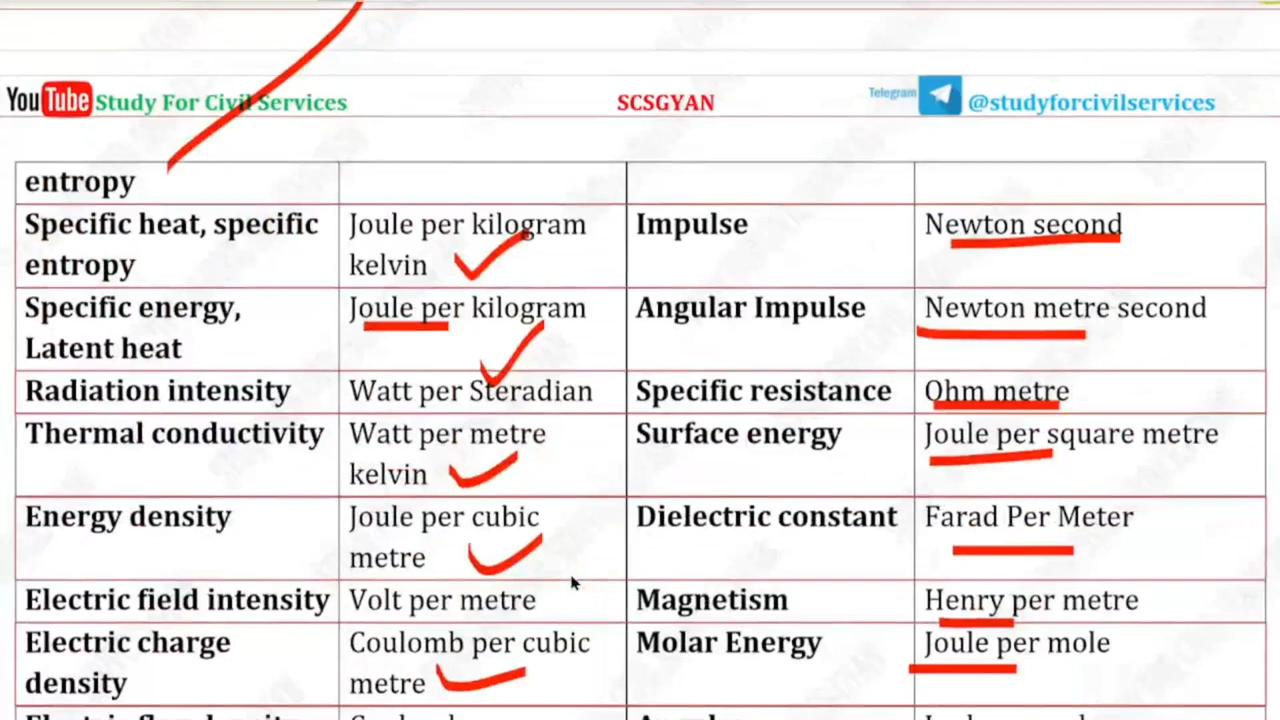 YouTube Study For Civil Services SCSGYAN Telegram @studyforcivilservices
entropy
Specific heat, specific entropy Joule per kilogram kelvin Impulse Newton second
Specific energy, Latent heat Joule per kilogram Angular Impulse Newton metre second
Radiation intensity Watt per Steradian Specific resistance Ohm metre
Thermal conductivity Watt per metre kelvin Surface energy Joule per square metre
Energy density Joule per cubic metre Dielectric constant Farad Per Meter
Electric field intensity Volt per metre Magnetism Henry per metre
Electric charge density Coulomb per cubic metre Molar Energy Joule per mole